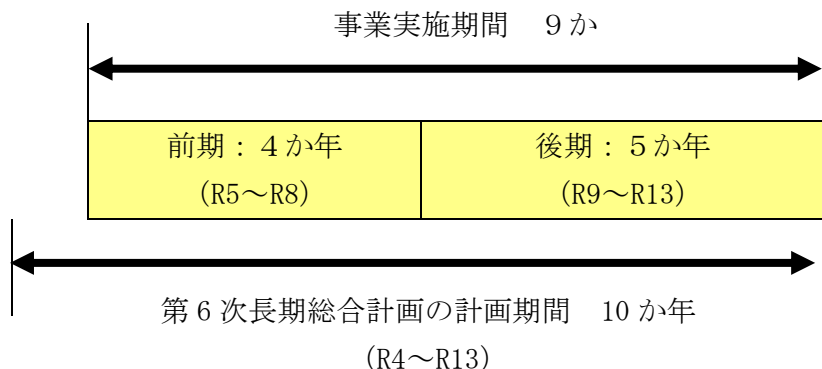 事業実施期間　９か
前期：４か年
(R5～R8)
後期：５か年
(R9～R13)
第６次長期総合計画の計画期間　10 か年
(R4～R13)